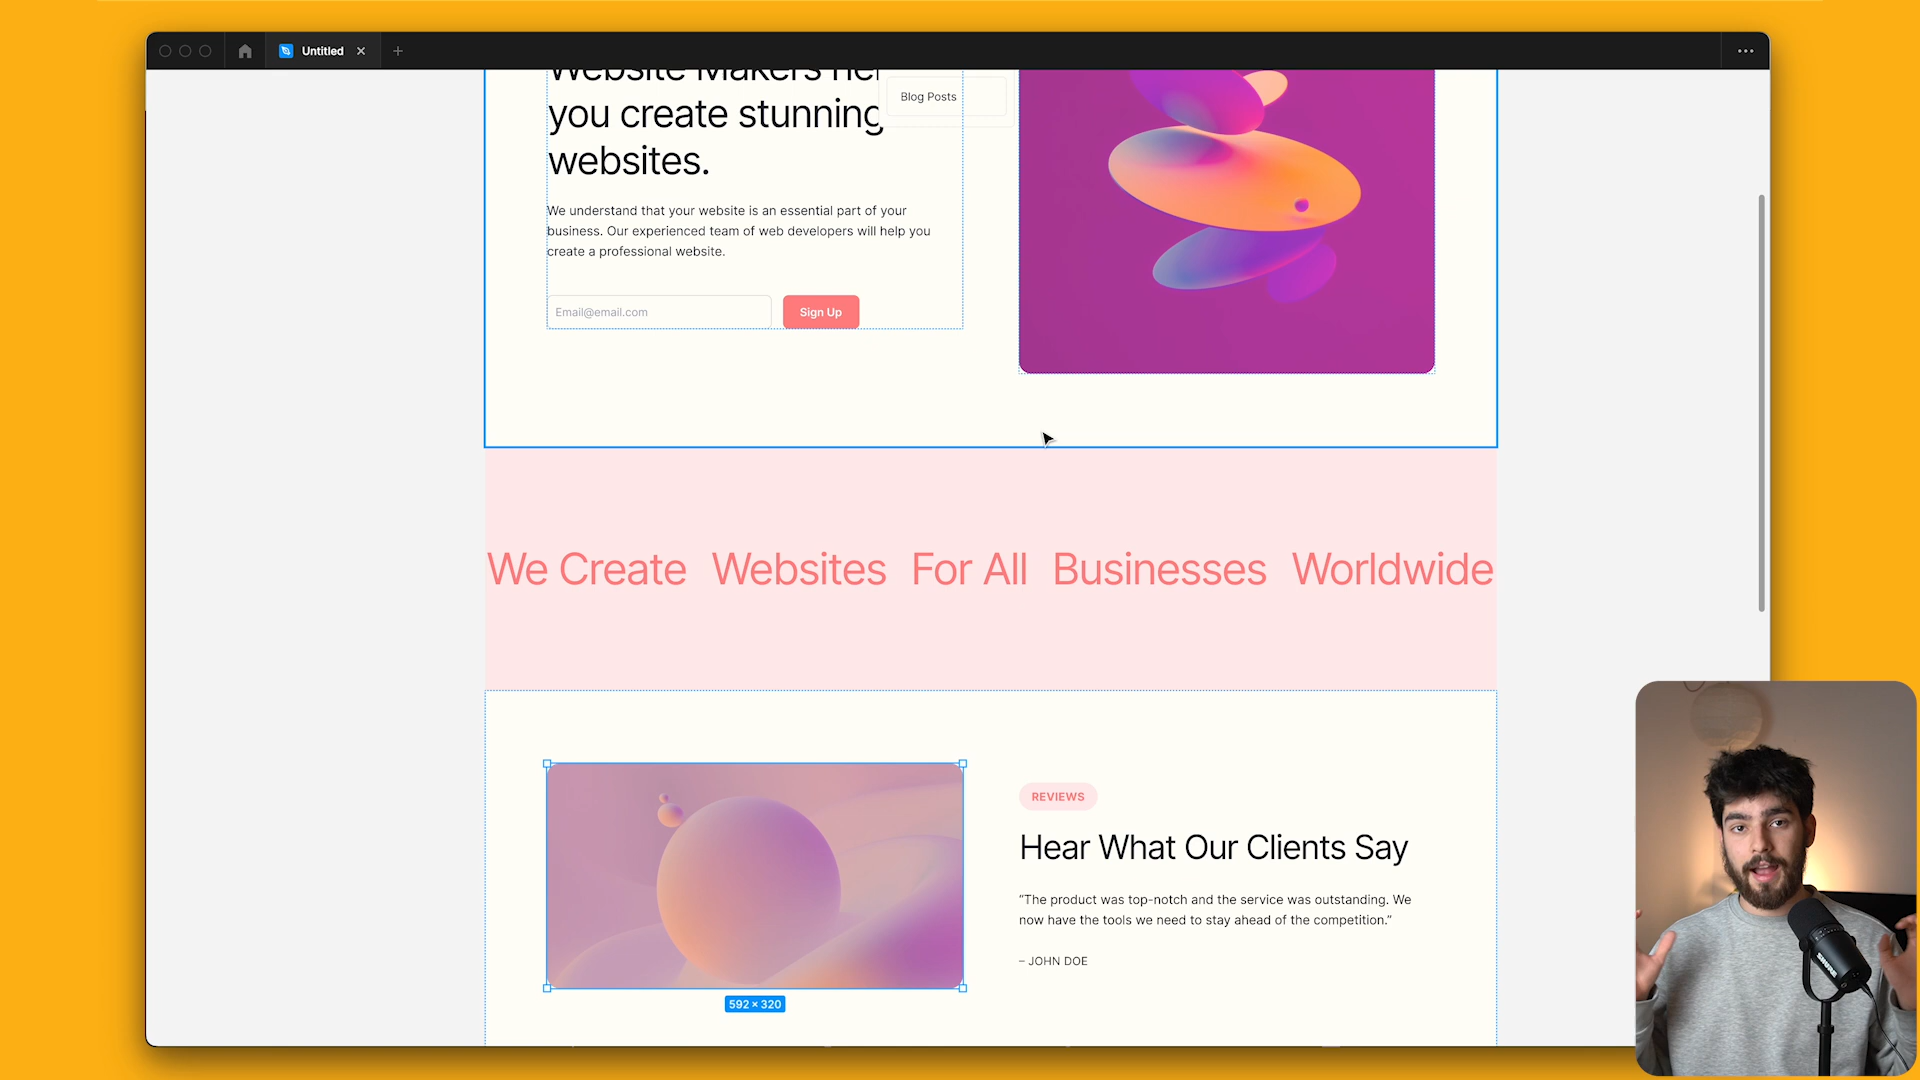 Untitled
Website Makers hel
you create stunning
websites.
Blog Posts
We understand that your website is an essential part of your
business. Our experienced team of web developers will help you
create a professional website.
Email@email.com
Sign Up
We Create Websites For All Businesses Worldwide
REVIEWS
Hear What Our Clients Say
“The product was top-notch and the service was outstanding. We
now have the tools we need to stay ahead of the competition.”
– JOHN DOE
592 × 320
SHURE